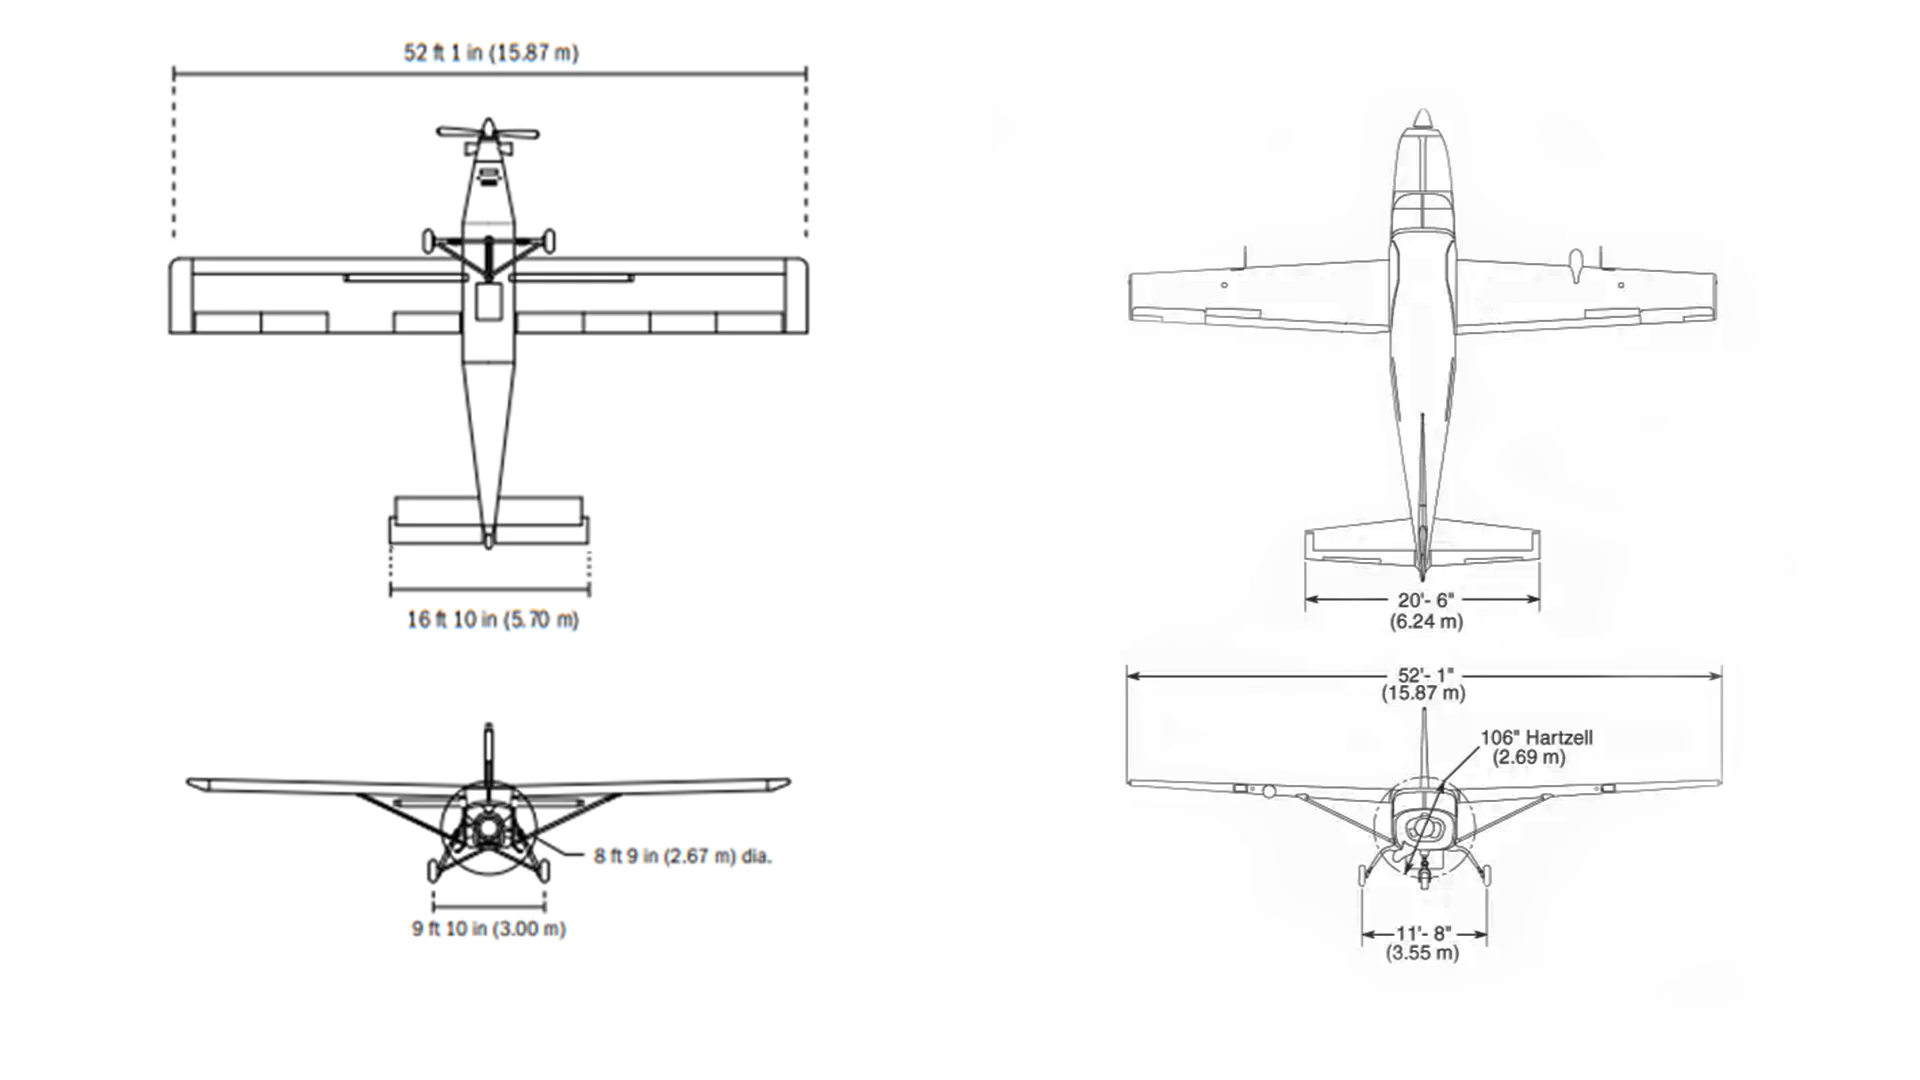 52 ft 1 in (15.87 m)
16 ft 10 in (5.70 m)
8 ft 9 in (2.67 m) dia.
9 ft 10 in (3.00 m)
20'- 6"
(6.24 m)
52'- 1"
(15.87 m)
106" Hartzell
(2.69 m)
11'- 8"
(3.55 m)